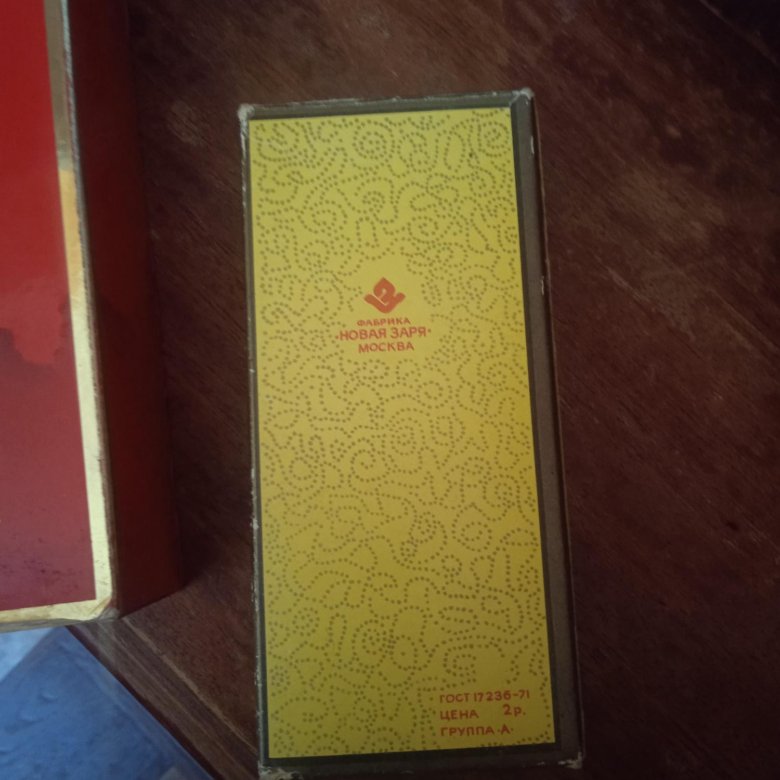 ФАБРИКА
·НОВАЯ ЗАРЯ·
МОСКВА
ГОСТ 17236-71
ЦЕНА 2р.
ГРУППА ·А·